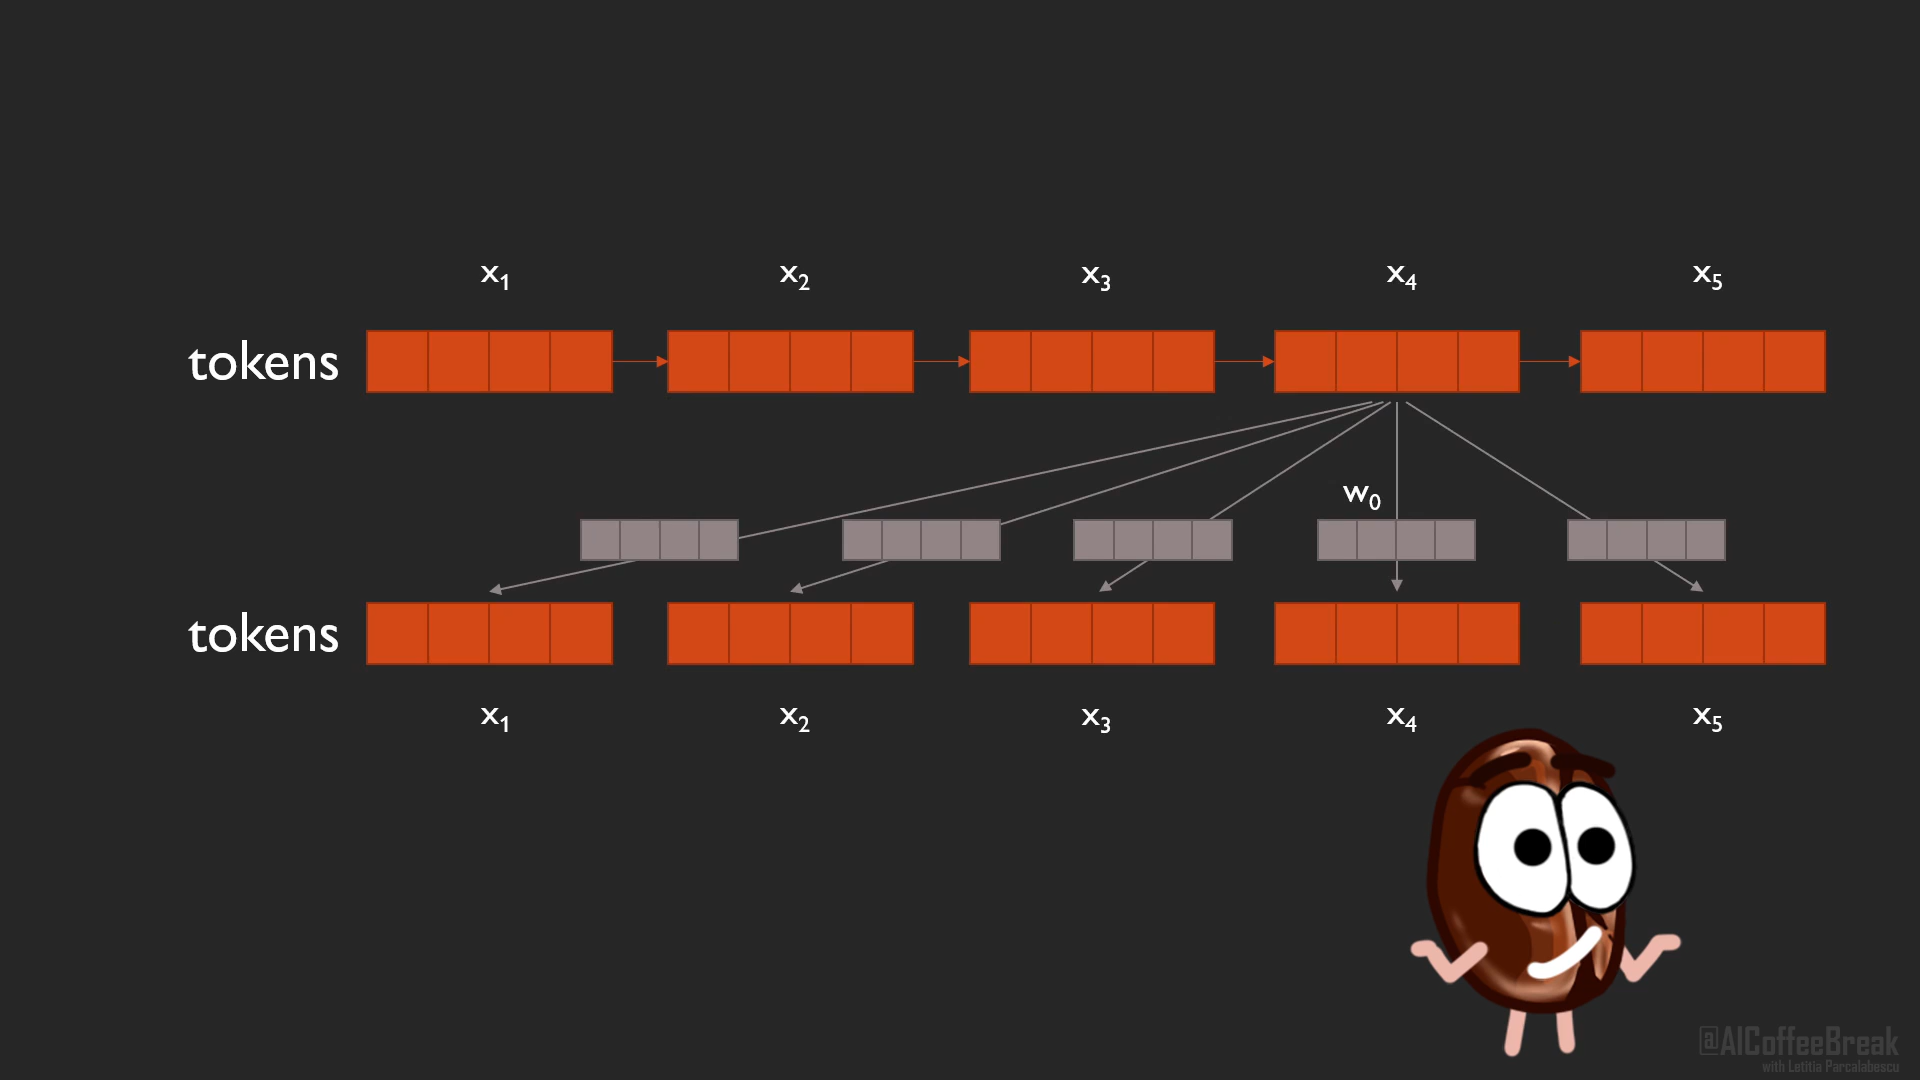 x₁ x₂ x₃ x₄ x₅
tokens
w₀
tokens
x₁ x₂ x₃ x₄ x₅
@AICoffeeBreak
with Letitia Parcalabescu